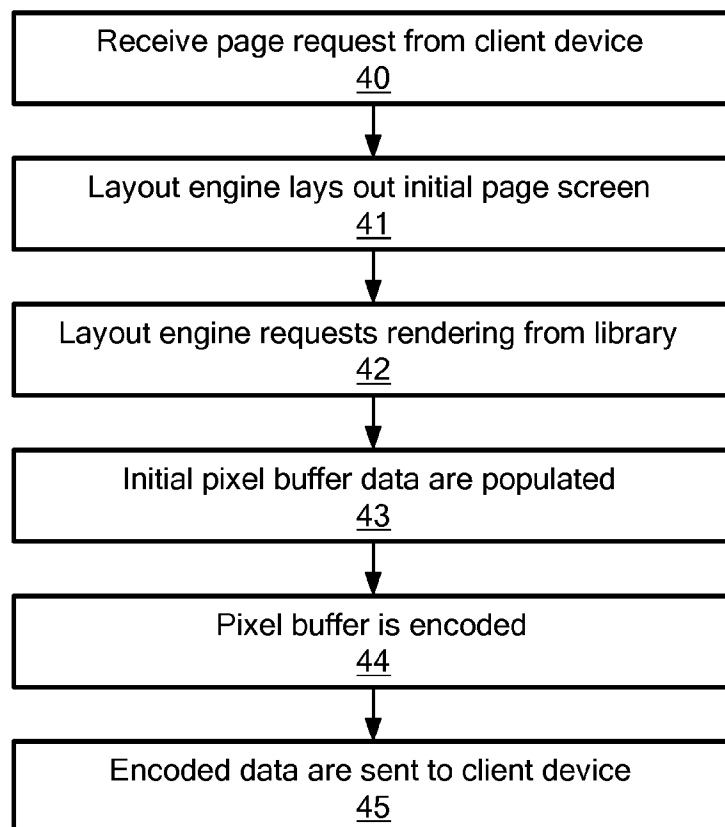 Receive page request from client device
40
Layout engine lays out initial page screen
41
Layout engine requests rendering from library
42
Initial pixel buffer data are populated
43
Pixel buffer is encoded
44
Encoded data are sent to client device
45